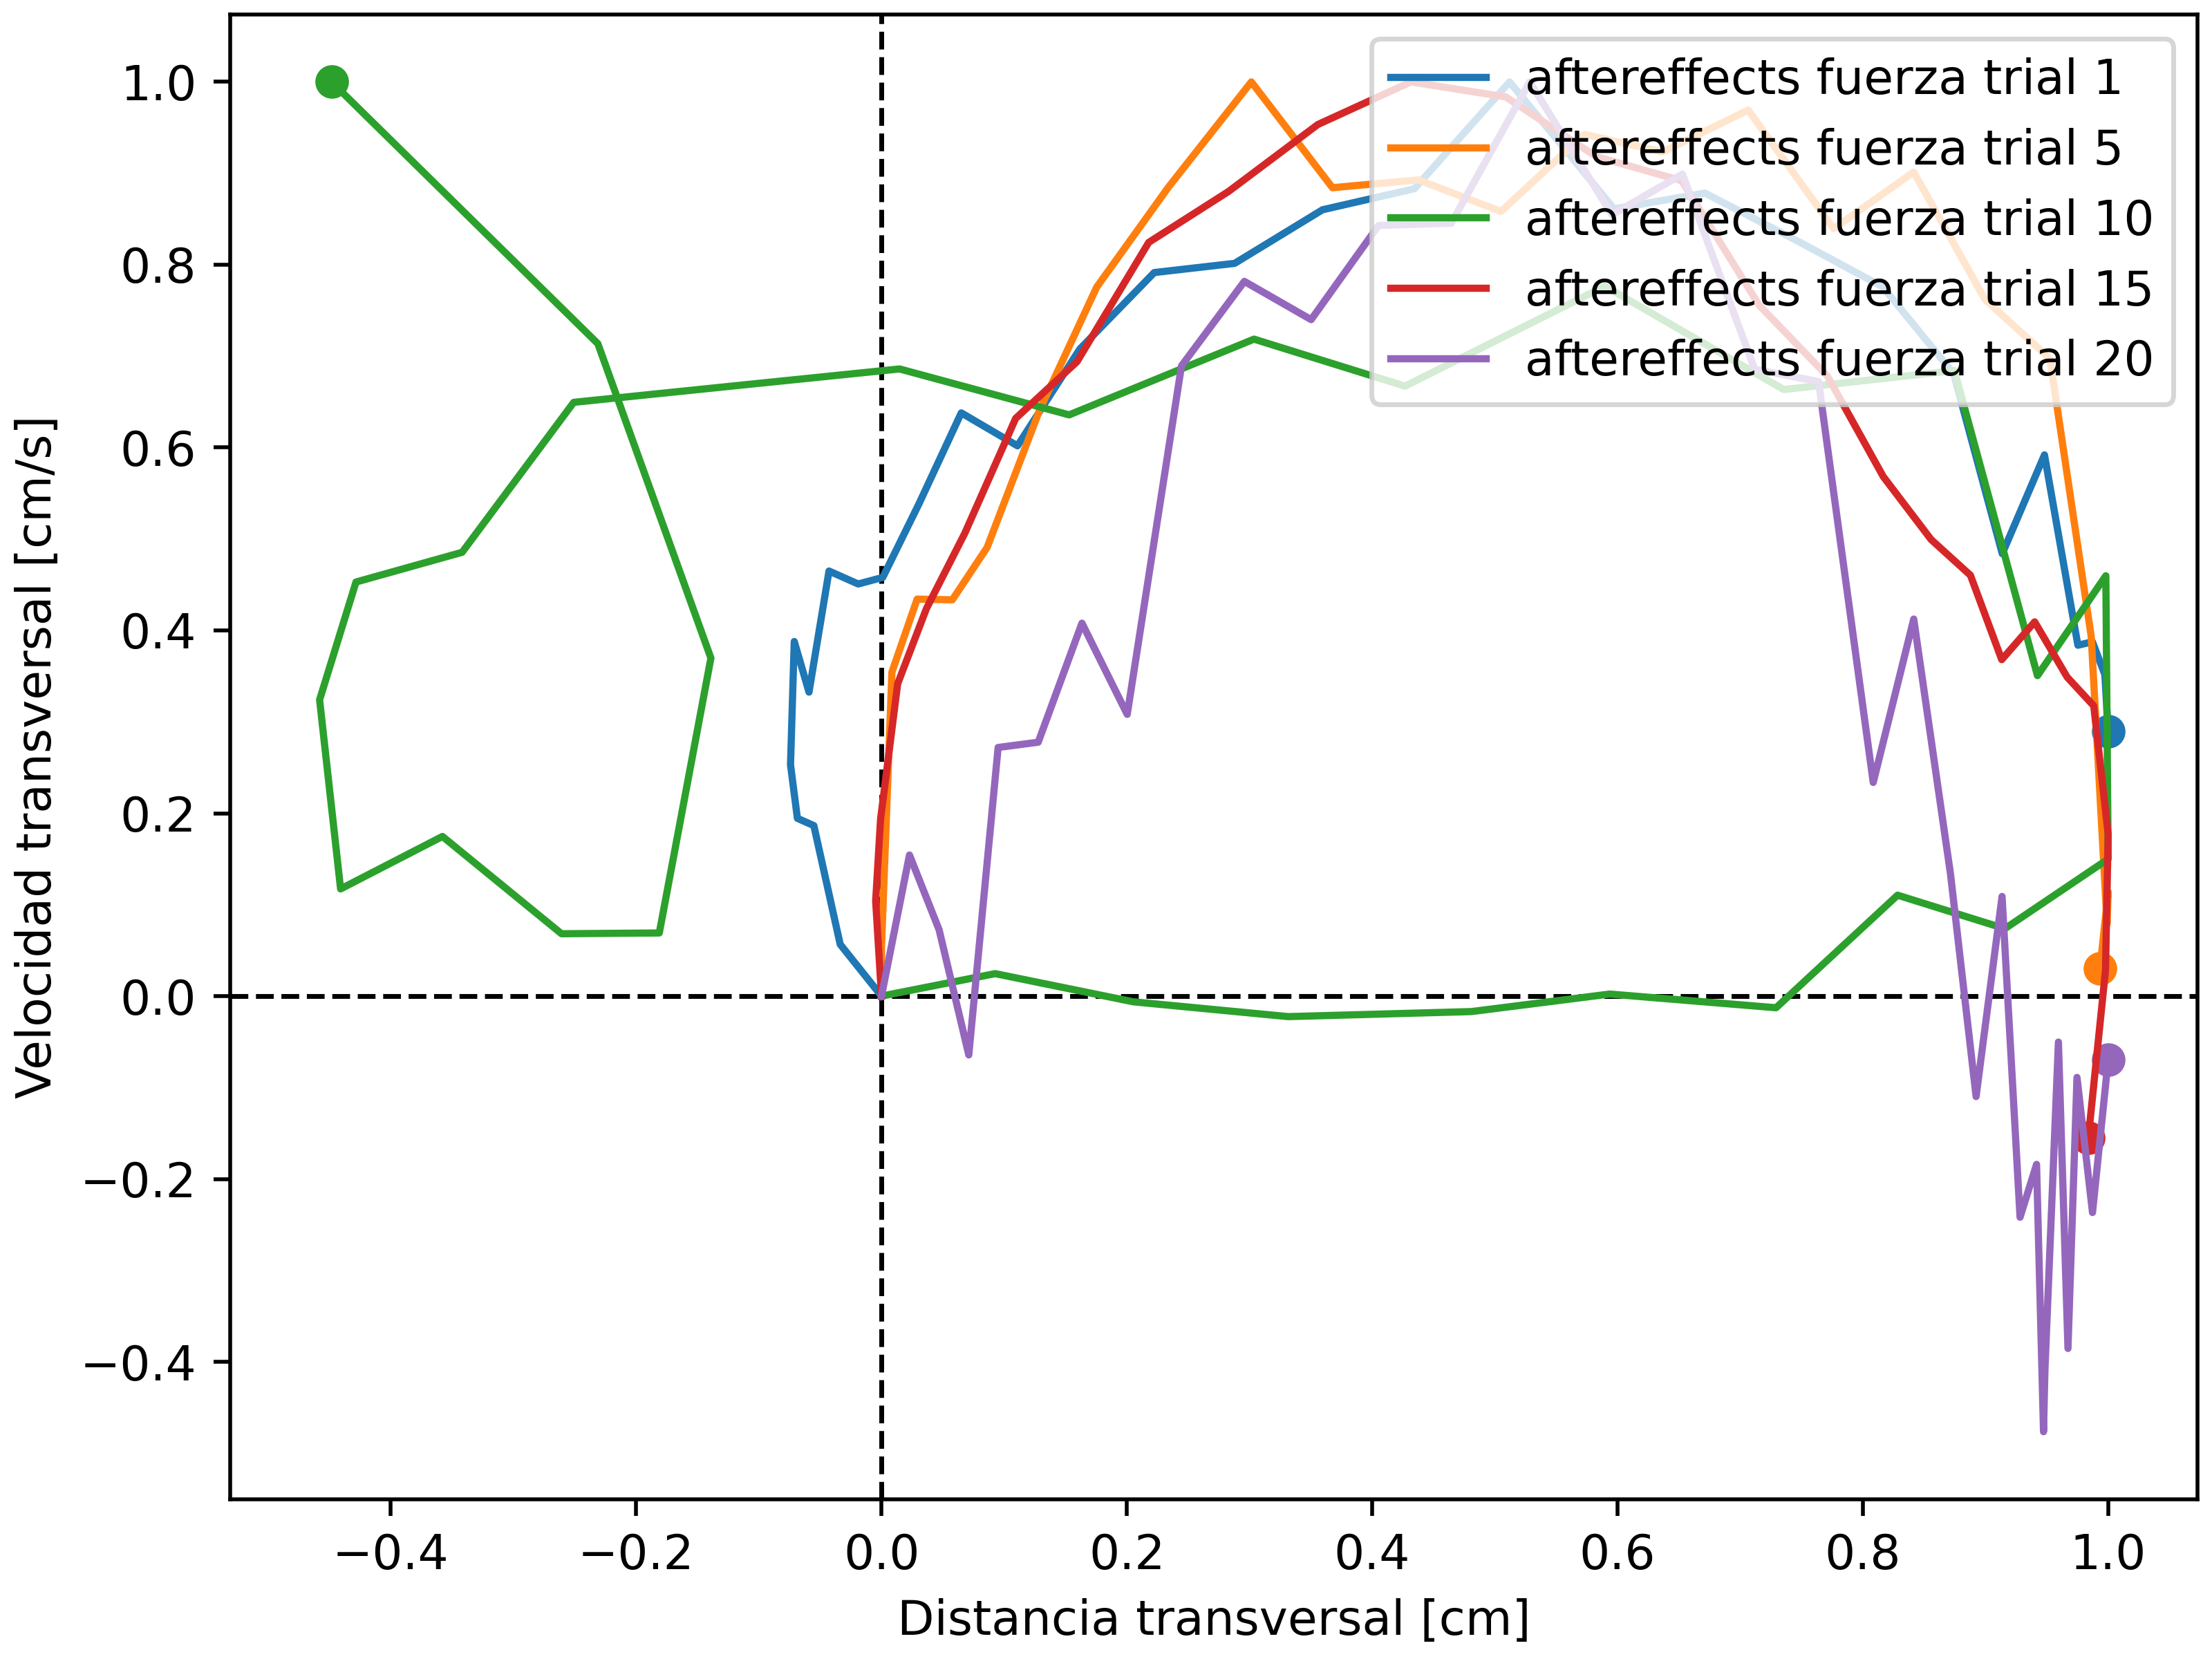 aftereffects fuerza trial 1
aftereffects fuerza trial 5
aftereffects fuerza trial 10
aftereffects fuerza trial 15
aftereffects fuerza trial 20
Velocidad transversal [cm/s]
1.0
0.8
0.6
0.4
0.2
0.0
−0.2
−0.4
−0.4 −0.2 0.0 0.2 0.4 0.6 0.8 1.0
Distancia transversal [cm]